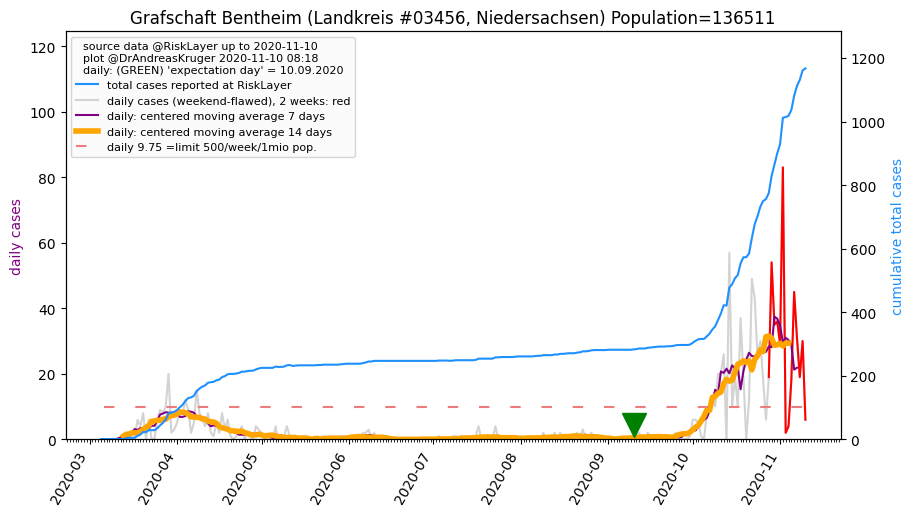 Grafschaft Bentheim (Landkreis #03456, Niedersachsen) Population=136511
source data @RiskLayer up to 2020-11-10
plot @DrAndreasKruger 2020-11-10 08:18
daily: (GREEN) 'expectation day' = 10.09.2020
total cases reported at RiskLayer
daily cases (weekend-flawed), 2 weeks: red
daily: centered moving average 7 days
daily: centered moving average 14 days
daily 9.75 =limit 500/week/1mio pop.
daily cases
120
100
80
60
40
20
0
1200
1000
800
600
400
200
0
cumulative total cases
2020-03
2020-04
2020-05
2020-06
2020-07
2020-08
2020-09
2020-10
2020-11